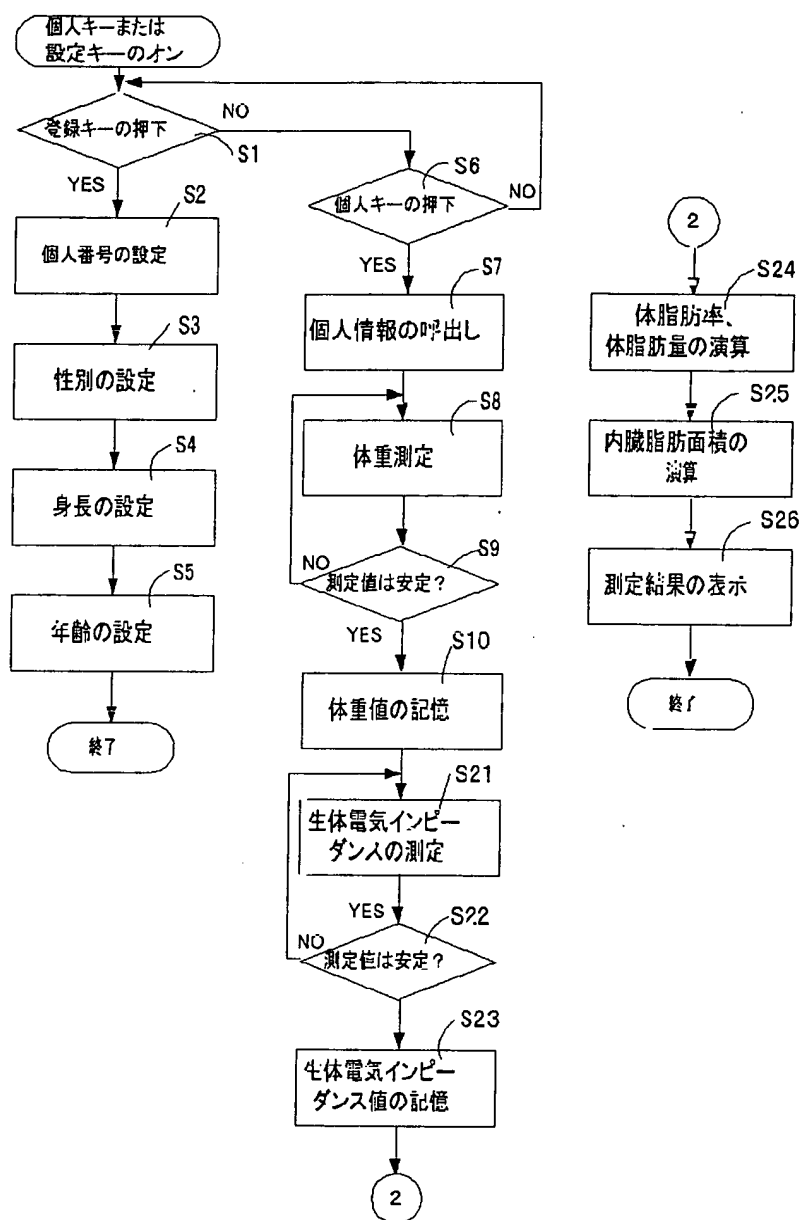 個人キーまたは
設定キーのオン
登録キーの押下
NO
S1
YES
S2
個人番号の設定
S3
性別の設定
S4
身長の設定
S5
年齢の設定
終了
S6
個人キーの押下
NO
YES
S7
個人情報の呼出し
S8
体重測定
S9
NO
測定値は安定?
YES
S10
体重値の記憶
S21
生体電気インピー
ダンスの測定
YES
S22
NO
測定値は安定?
S23
生体電気インピー
ダンス値の記憶
2
2
S24
体脂肪率、
体脂肪量の演算
S25
内臓脂肪面積の
演算
S26
測定結果の表示
終了